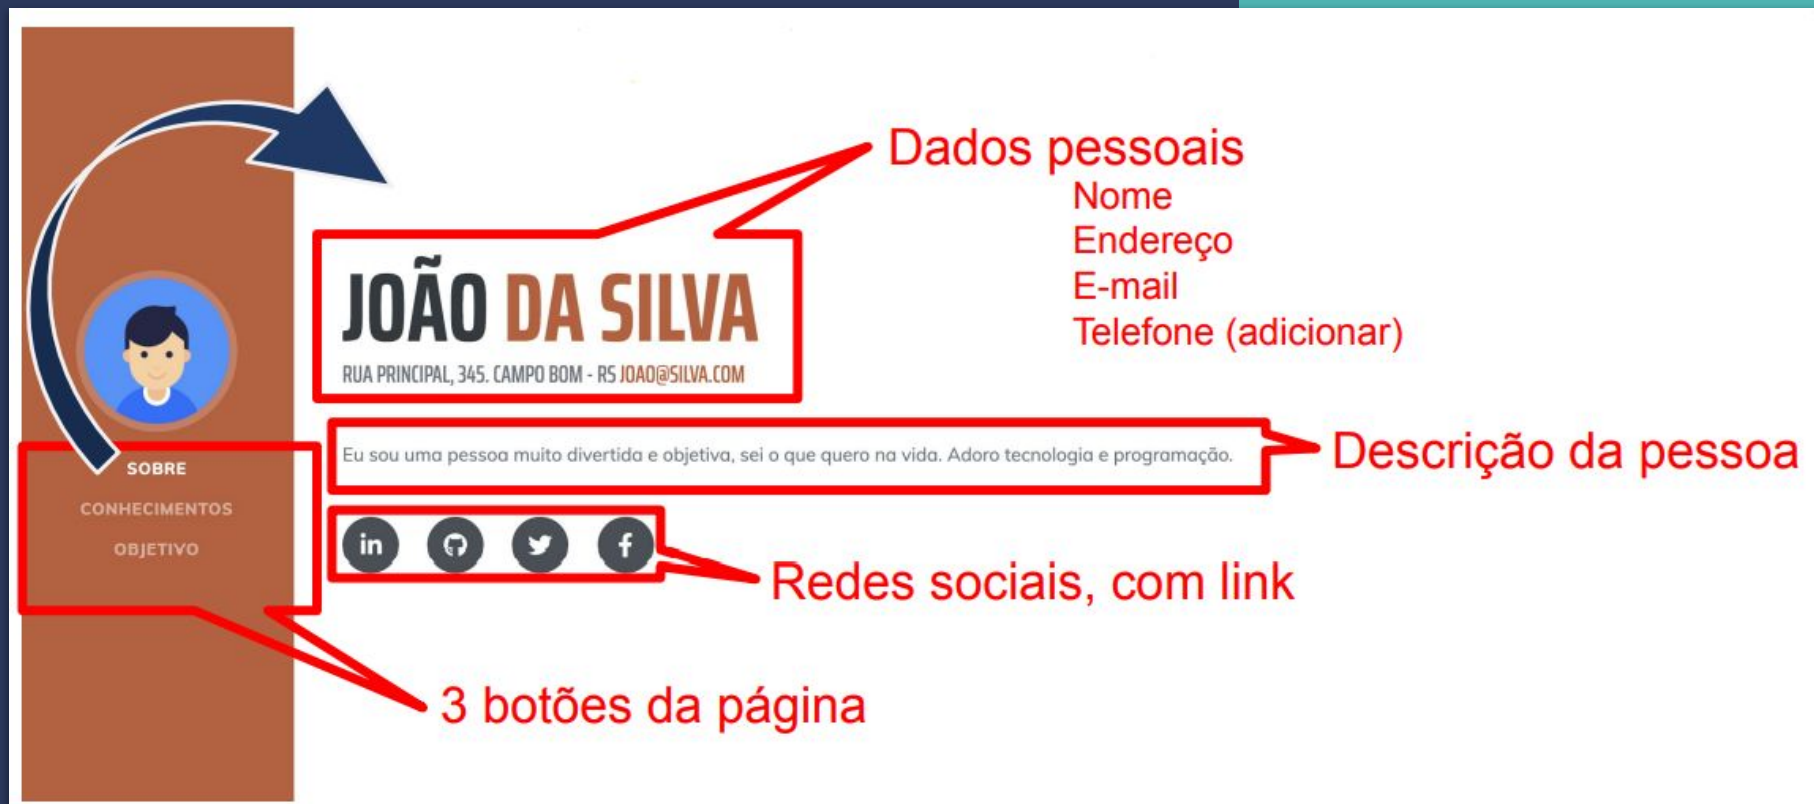 Dados pessoais
Nome
Endereço
E-mail
Telefone (adicionar)
JOÃO DA SILVA
RUA PRINCIPAL, 345. CAMPO BOM - RS JOAO@SILVA.COM
Eu sou uma pessoa muito divertida e objetiva, sei o que quero na vida. Adoro tecnologia e programação.
Descrição da pessoa
SOBRE
CONHECIMENTOS
OBJETIVO
in
f
Redes sociais, com link
3 botões da página